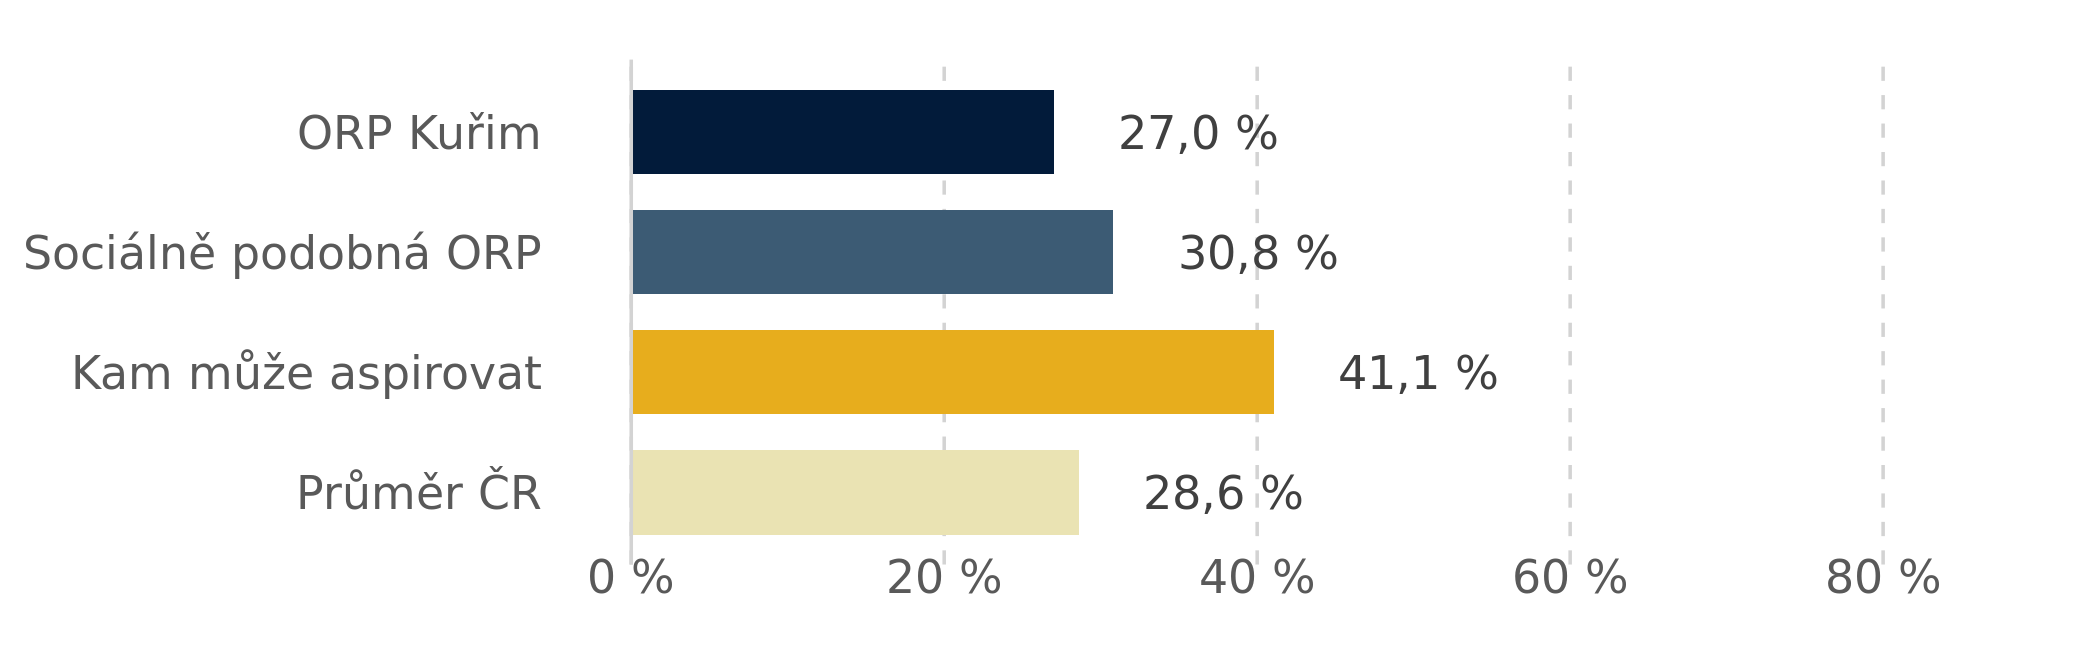 ORP Kuřim 27,0 %
Sociálně podobná ORP 30,8 %
Kam může aspirovat 41,1 %
Průměr ČR 28,6 %
0 % 20 % 40 % 60 % 80 %